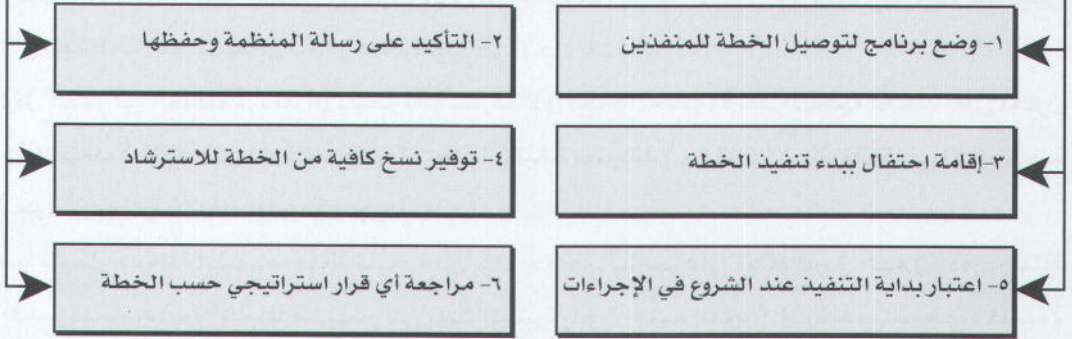 ١- وضع برنامج لتوصيل الخطة للمنفذين
٢- التأكيد على رسالة المنظمة وحفظها
٣-إقامة احتفال ببدء تنفيذ الخطة
٤- توفير نسخ كافية من الخطة للاسترشاد
٥- اعتبار بداية التنفيذ عند الشروع في الإجراءات
٦- مراجعة أي قرار استراتيجي حسب الخطة